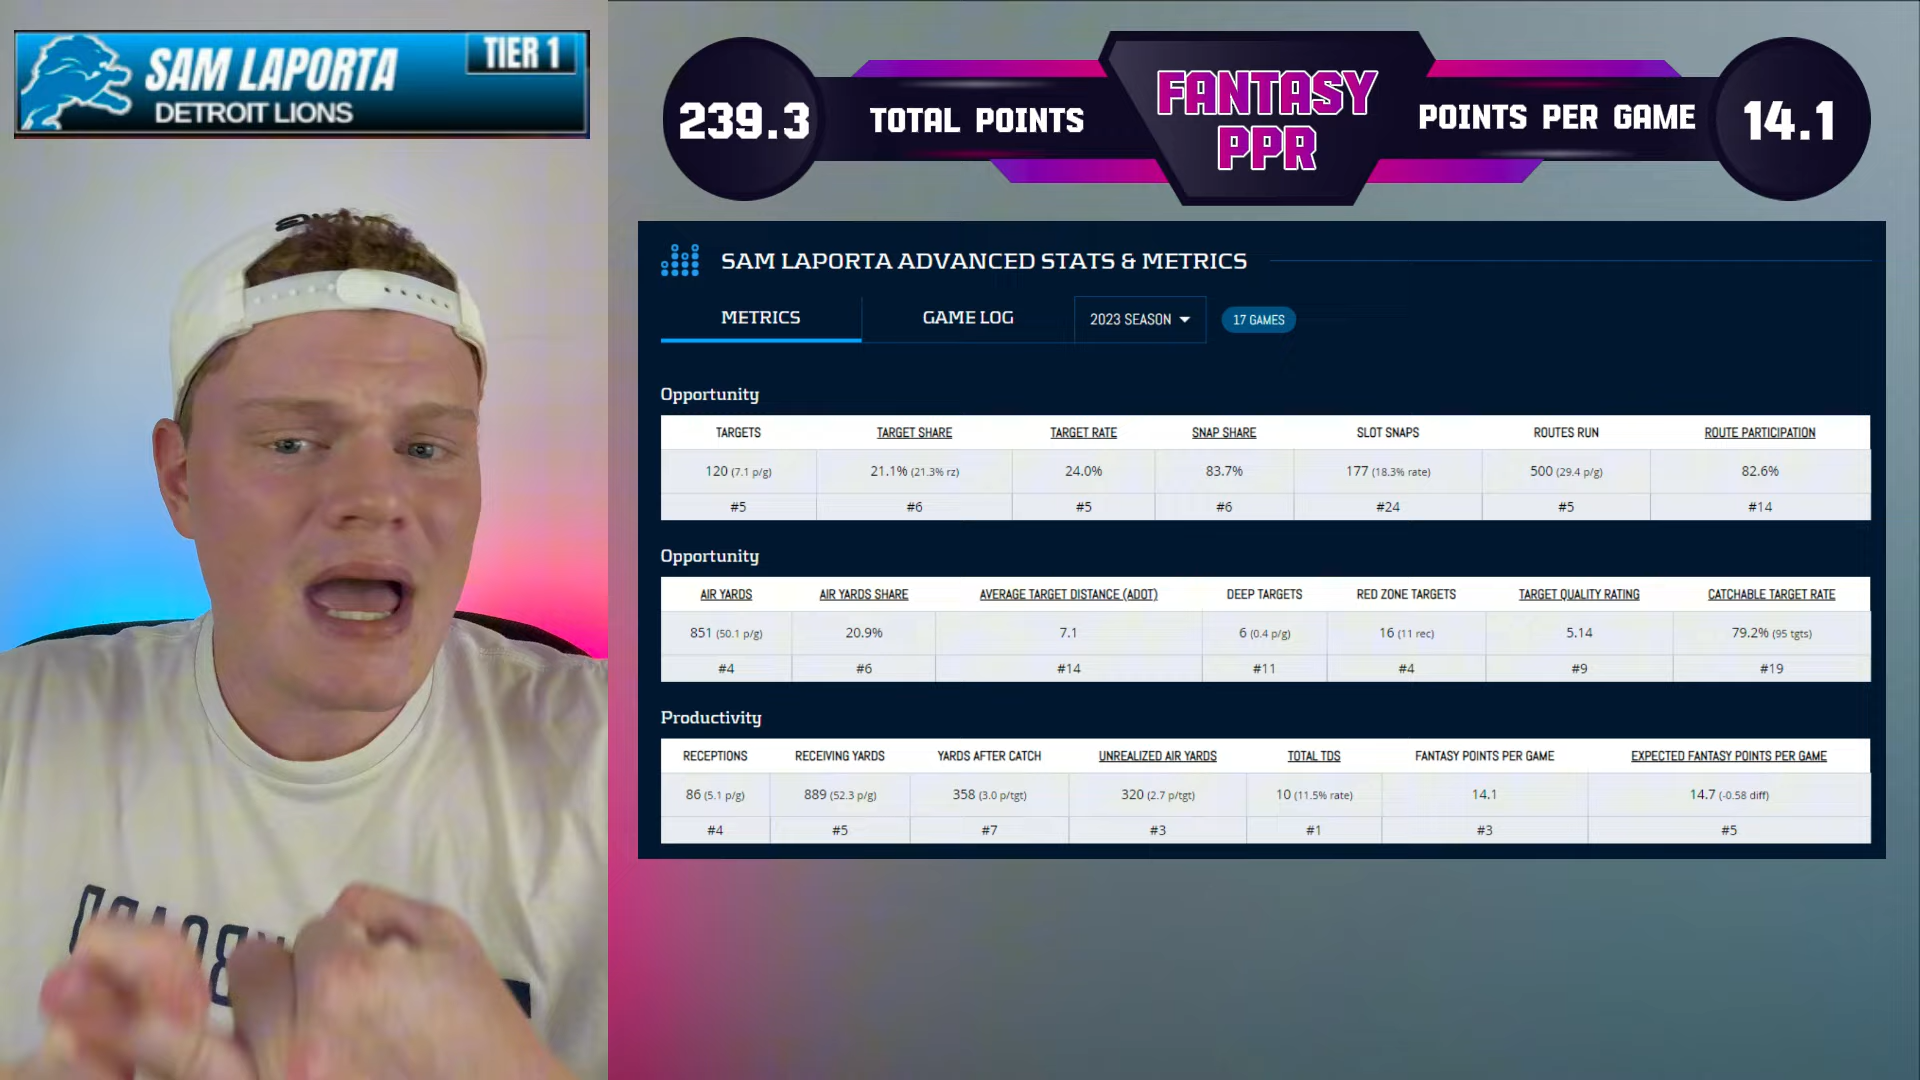 SAM LAPORTA
TIER 1
DETROIT LIONS
239.3
TOTAL POINTS
FANTASY
PPR
POINTS PER GAME
14.1
SAM LAPORTA ADVANCED STATS & METRICS
METRICS
GAME LOG
2023 SEASON
17 GAMES
Opportunity
TARGETS TARGET SHARE TARGET RATE SNAP SHARE SLOT SNAPS ROUTES RUN ROUTE PARTICIPATION
120 (7.1 p/g) 21.1% (21.3% rz) 24.0% 83.7% 177 (18.3% rate) 500 (29.4 p/g) 82.6%
#5 #6 #5 #6 #24 #5 #14
Opportunity
AIR YARDS AIR YARDS SHARE AVERAGE TARGET DISTANCE (ADOT) DEEP TARGETS RED ZONE TARGETS TARGET QUALITY RATING CATCHABLE TARGET RATE
851 (50.1 p/g) 20.9% 7.1 6 (0.4 p/g) 16 (11 rec) 5.14 79.2% (95 tgts)
#4 #6 #14 #11 #4 #9 #19
Productivity
RECEPTIONS RECEIVING YARDS YARDS AFTER CATCH UNREALIZED AIR YARDS TOTAL TDS FANTASY POINTS PER GAME EXPECTED FANTASY POINTS PER GAME
86 (5.1 p/g) 889 (52.3 p/g) 358 (3.0 p/tgt) 320 (2.7 p/tgt) 10 (11.5% rate) 14.1 14.7 (-0.58 diff)
#4 #5 #7 #3 #1 #3 #5